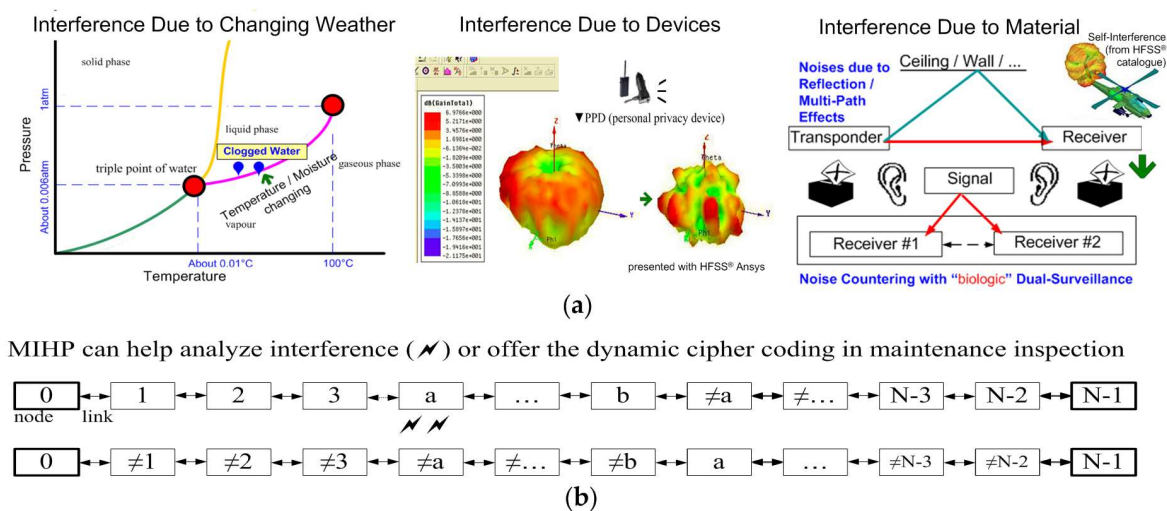 Interference Due to Changing Weather
solid phase
1atm
Pressure
liquid phase
Clogged Water
gaseous phase
triple point of water
About 0.006atm
Temperature / Moisture
changing
vapour
About 0.01°C
100°C
Temperature
Interference Due to Devices
dB(GainTotal)
6.9766e+000
5.2171e+000
3.4576e+000
1.6981e+000
-6.1396e-002
-1.8209e+000
-3.5804e+000
-5.3398e+000
-7.0993e+000
-8.8588e+000
-1.0618e+001
-1.2378e+001
-1.4137e+001
-1.5897e+001
-1.7656e+001
-1.9416e+001
-2.1175e+001
▼PPD (personal privacy device)
Z
Theta
Y
Phi
Z
Theta
Y
Phi
presented with HFSS® Ansys
Interference Due to Material
Self-Interference
(from HFSS®
catalogue)
Ceiling / Wall / ...
Noises due to
Reflection /
Multi-Path
Effects
Transponder
Receiver
Signal
Receiver #1
Receiver #2
Noise Countering with “biologic” Dual-Surveillance
(a)
MIHP can help analyze interference ( ) or offer the dynamic cipher coding in maintenance inspection
0 1 2 3 a ... b ≠a ≠... N-3 N-2 N-1
node link
0 ≠1 ≠2 ≠3 ≠a ≠... ≠b a ... ≠N-3 ≠N-2 N-1
(b)